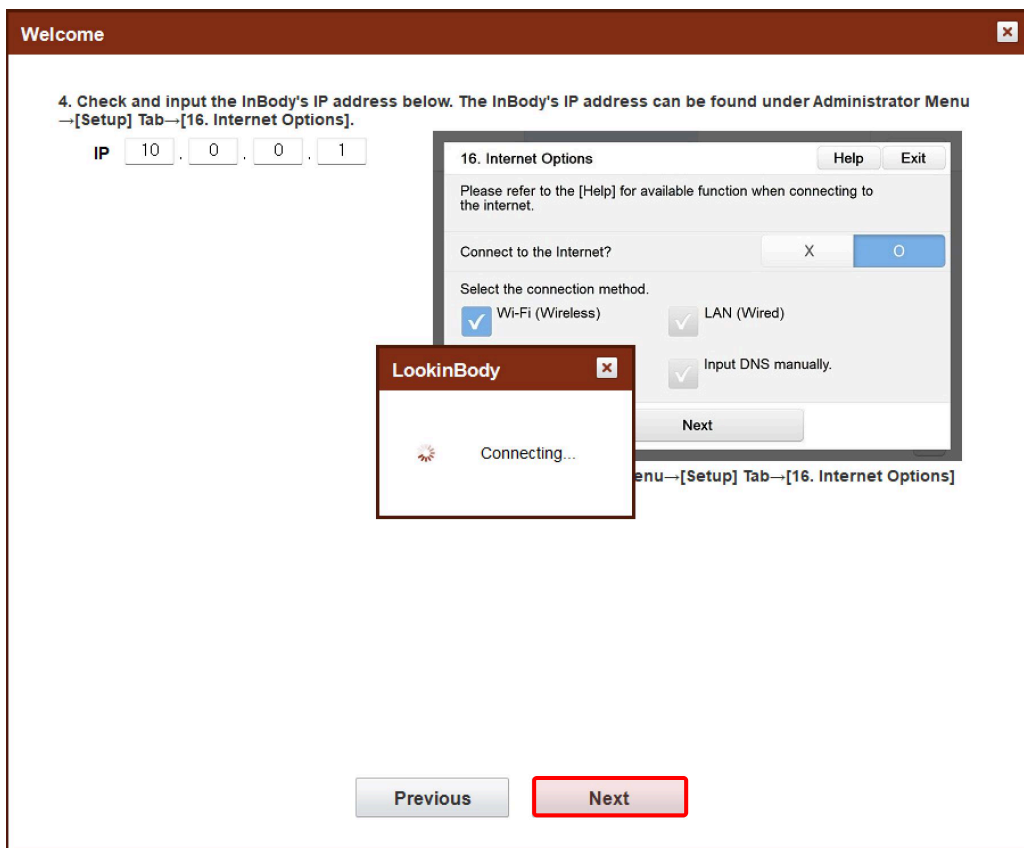 Welcome
4. Check and input the InBody's IP address below. The InBody's IP address can be found under Administrator Menu
→[Setup] Tab→[16. Internet Options].
IP 10 . 0 . 0 . 1
16. Internet Options Help Exit
Please refer to the [Help] for available function when connecting to
the internet.
Connect to the Internet? X O
Select the connection method.
Wi-Fi (Wireless) LAN (Wired)
Input DNS manually.
Next
LookinBody
Connecting...
→[Setup] Tab→[16. Internet Options]
Previous Next